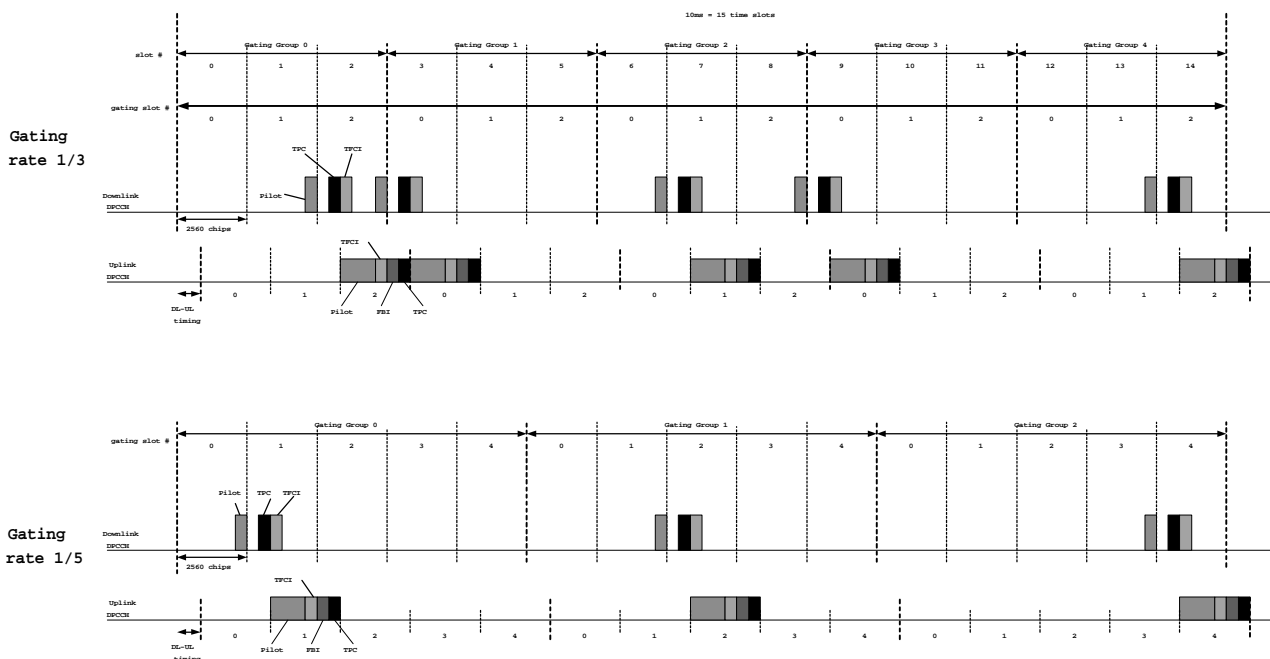 10ms = 15 time slots
Gating Group 0 Gating Group 1 Gating Group 2 Gating Group 3 Gating Group 4
slot #
0 1 2 3 4 5 6 7 8 9 10 11 12 13 14
gating slot #
0 1 2 0 1 2 0 1 2 0 1 2 0 1 2
Gating
rate 1/3
TPC TFCI
Pilot
Downlink
DPCCH
2560 chips
TFCI
Uplink
DPCCH
0 1 2 0 1 2 0 1 2 0 1 2 0 1 2
DL-UL
timing
Pilot FBI TPC
Gating Group 0 Gating Group 1 Gating Group 2
gating slot #
0 1 2 3 4 0 1 2 3 4 0 1 2 3 4
Pilot TPC TFCI
Gating
rate 1/5
Downlink
DPCCH
2560 chips
TFCI
Uplink
DPCCH
0 1 2 3 4 0 1 2 3 4 0 1 2 3 4
DL-UL
timing
Pilot FBI TPC